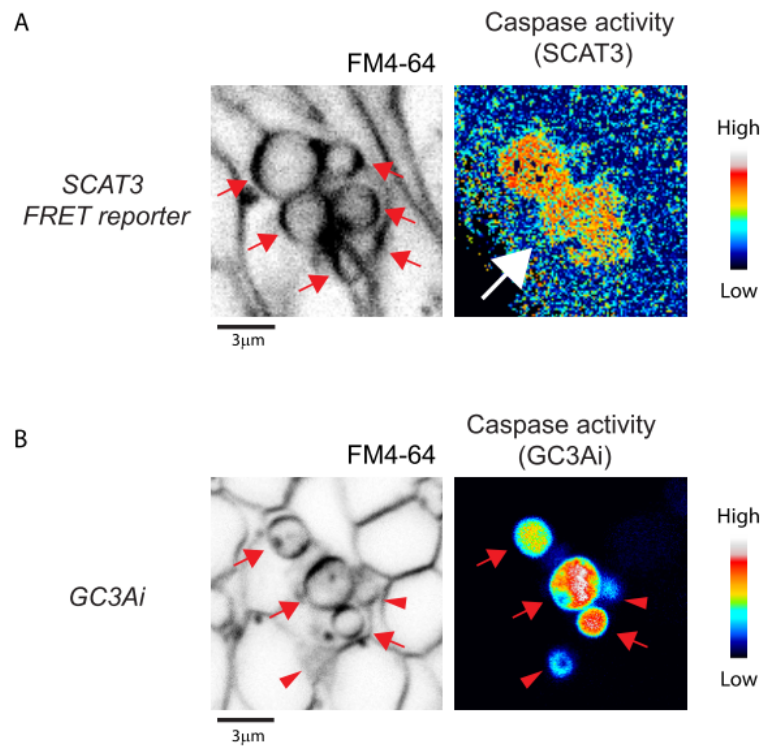 A
FM4-64
Caspase activity
(SCAT3)
SCAT3
FRET reporter
High
Low
3μm
B
FM4-64
Caspase activity
(GC3Ai)
GC3Ai
High
Low
3μm